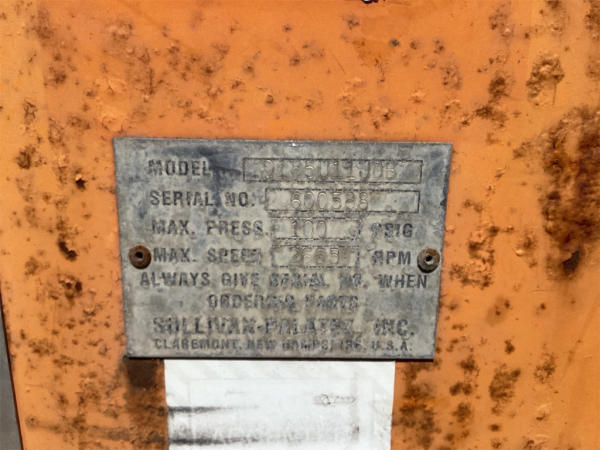 MODEL
SERIAL NO.
MAX. PRESS. 100 PSIG
MAX. SPEED RPM
ALWAYS GIVE SERIAL NO. WHEN
ORDERING PARTS
SULLIVAN-PALATEK, INC.
CLAREMONT, NEW HAMPSHIRE, U.S.A.